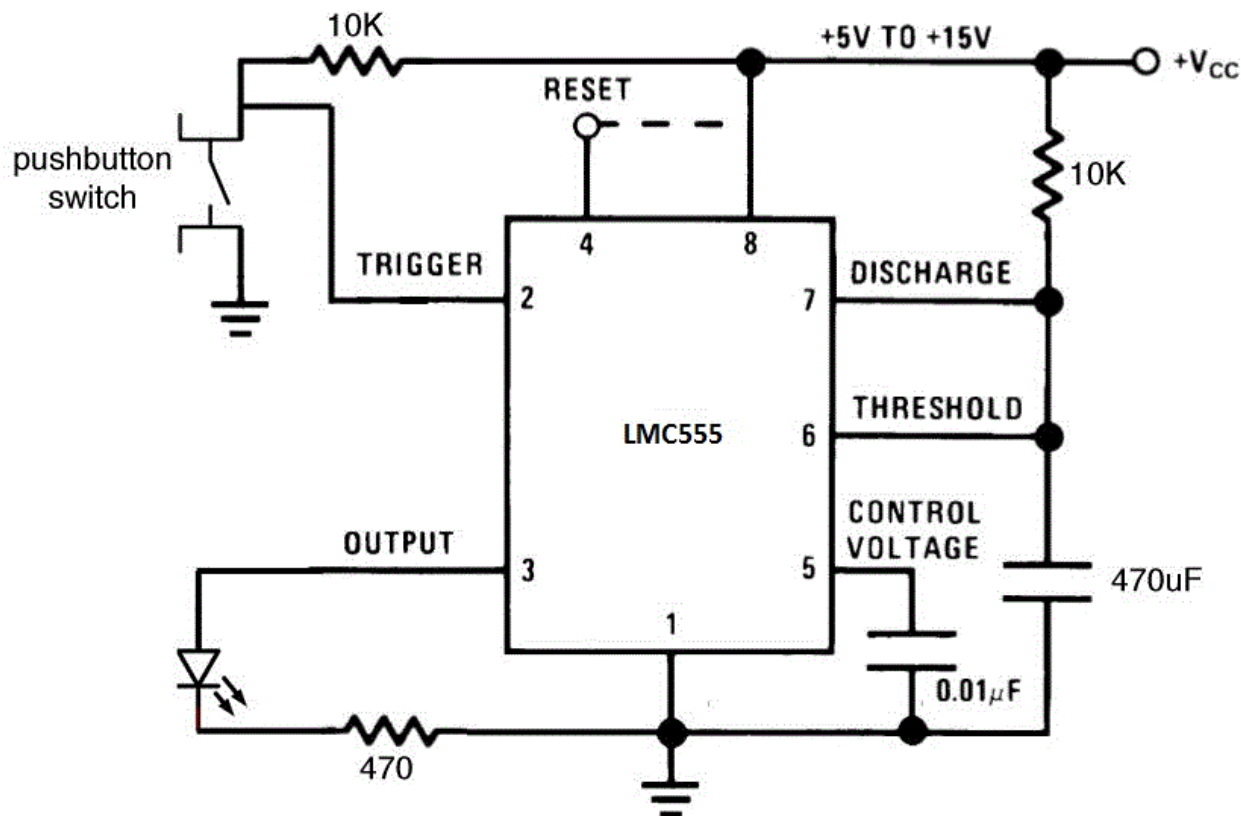 10K
+5V TO +15V
+VCC
RESET
pushbutton
switch
10K
4
8
TRIGGER
DISCHARGE
2
7
THRESHOLD
LMC555
6
CONTROL
VOLTAGE
OUTPUT
3
5
470uF
1
0.01µF
470